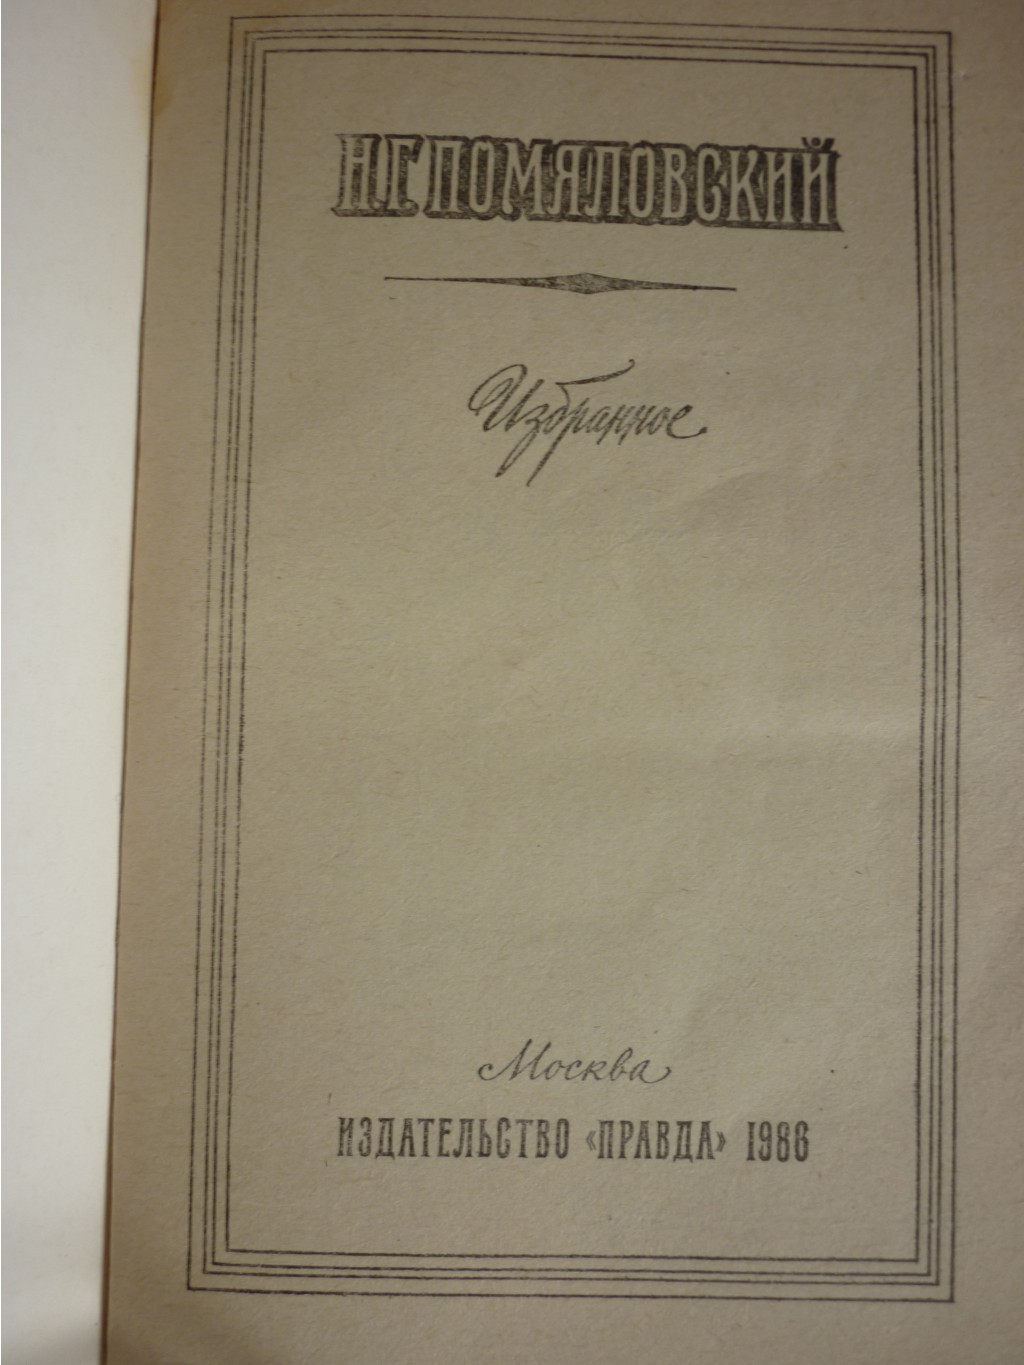 Н.Г.ПОМЯЛОВСКИЙ
Избранное
Москва
ИЗДАТЕЛЬСТВО «ПРАВДА» 1986